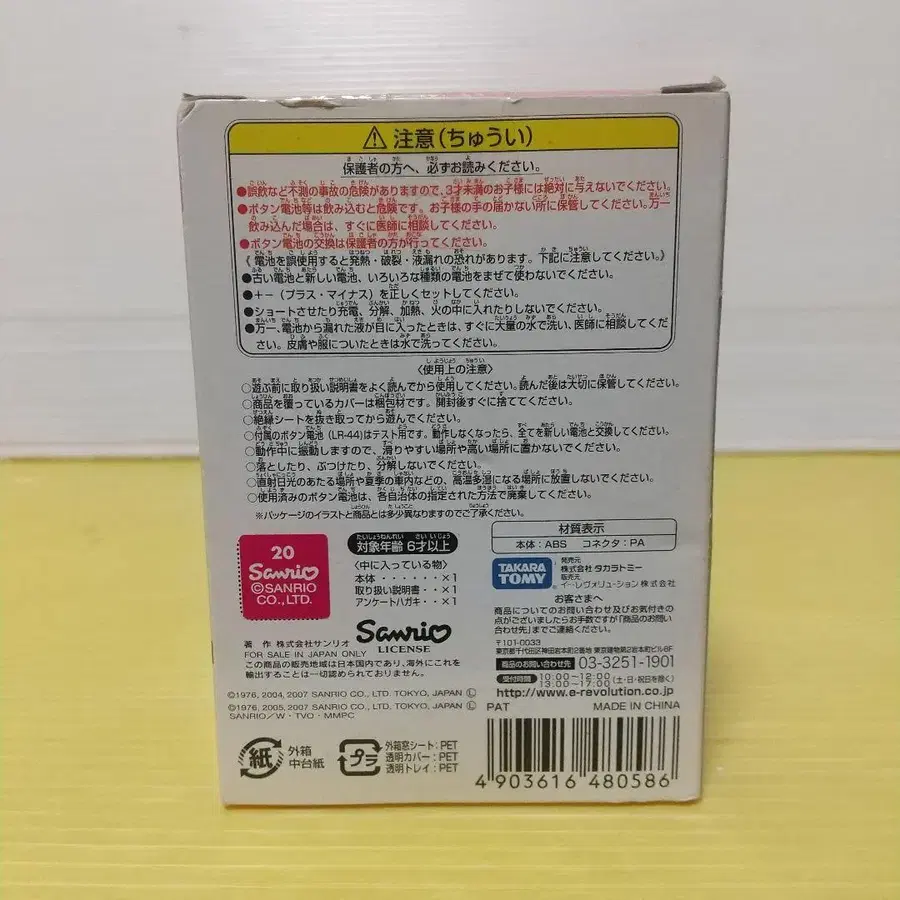 ⚠ 注意(ちゅうい)
保護者の方へ、必ずお読みください。
●誤飲など不測の事故の危険がありますので、3才未満のお子様には絶対に与えないでください。
●ボタン電池等は飲み込むと危険です。お子様の手の届かない所に保管してください。万一
飲み込んだ場合は、すぐに医師に相談してください。
●ボタン電池の交換は保護者の方が行ってください。
《電池を誤使用すると発熱・破裂・液漏れの恐れがあります。下記に注意してください。》
●古い電池と新しい電池、いろいろな種類の電池をまぜて使わないでください。
●+-(プラス・マイナス)を正しくセットしてください。
●ショートさせたり充電、分解、加熱、火の中に入れたりしないでください。
●万一、電池から漏れた液が目に入ったときは、すぐに大量の水で洗い、医師に相談してくだ
さい。皮膚や服についたときは水で洗ってください。
〈使用上の注意〉
○遊ぶ前に取り扱い説明書をよく読んでから使用してください。読んだ後は大切に保管してください。
○商品を覆っているカバーは梱包材です。開封後すぐに捨ててください。
○絶縁シートを抜き取ってから遊んでください。
○付属のボタン電池(LR-44)はテスト用です。動作しなくなったら、全てを新しい電池と交換してください。
○動作中に振動しますので、滑りやすい場所や高い場所に置かないでください。
○落としたり、ぶつけたり、分解しないでください。
○直射日光のあたる場所や夏季の車内などの、高温多湿になる場所に放置しないでください。
○使用済みのボタン電池は、各自治体の指定された方法で廃棄してください。
※パッケージのイラストと商品とは多少異なりますのでご了承ください。
20
Sanrio
©SANRIO
CO., LTD.
対象年齢 6才以上
〈中に入っている物〉
本体・・・・・・×1
取り扱い説明書・・×1
アンケートハガキ・・×1
著 作 株式会社サンリオ
Sanrio
LICENSE
FOR SALE IN JAPAN ONLY
この商品の販売地域は日本国内であり、海外にこれを
輸出することは一切認められておりません。
©1976, 2004, 2007 SANRIO CO., LTD. TOKYO, JAPAN Ⓛ
©1976, 2005, 2007 SANRIO CO., LTD. TOKYO, JAPAN Ⓛ
SANRIO/W・TVO・MMPC
紙
外箱
中台紙
プラ
外箱窓シート:PET
透明カバー:PET
透明トレイ:PET
材質表示
本体:ABS コネクタ:PA
TAKARA
TOMY
発売元
株式会社 タカラトミー
販売元
イーレヴォリューション 株式会社
お客さまへ
商品についてのお問い合わせ及びお気付きの
点がございましたらお手数ですが「商品のお問い
合わせ先」までご連絡ください。
〒101-0033
東京都千代田区神田岩本町2番地 東京建物第2岩本町ビル8F
商品のお問い合わせ先 03-3251-1901
受付時間 10:00~12:00
13:00~17:00 (土・日・祝日を除く)
http://www.e-revolution.co.jp
PAT MADE IN CHINA
4 903616 480586